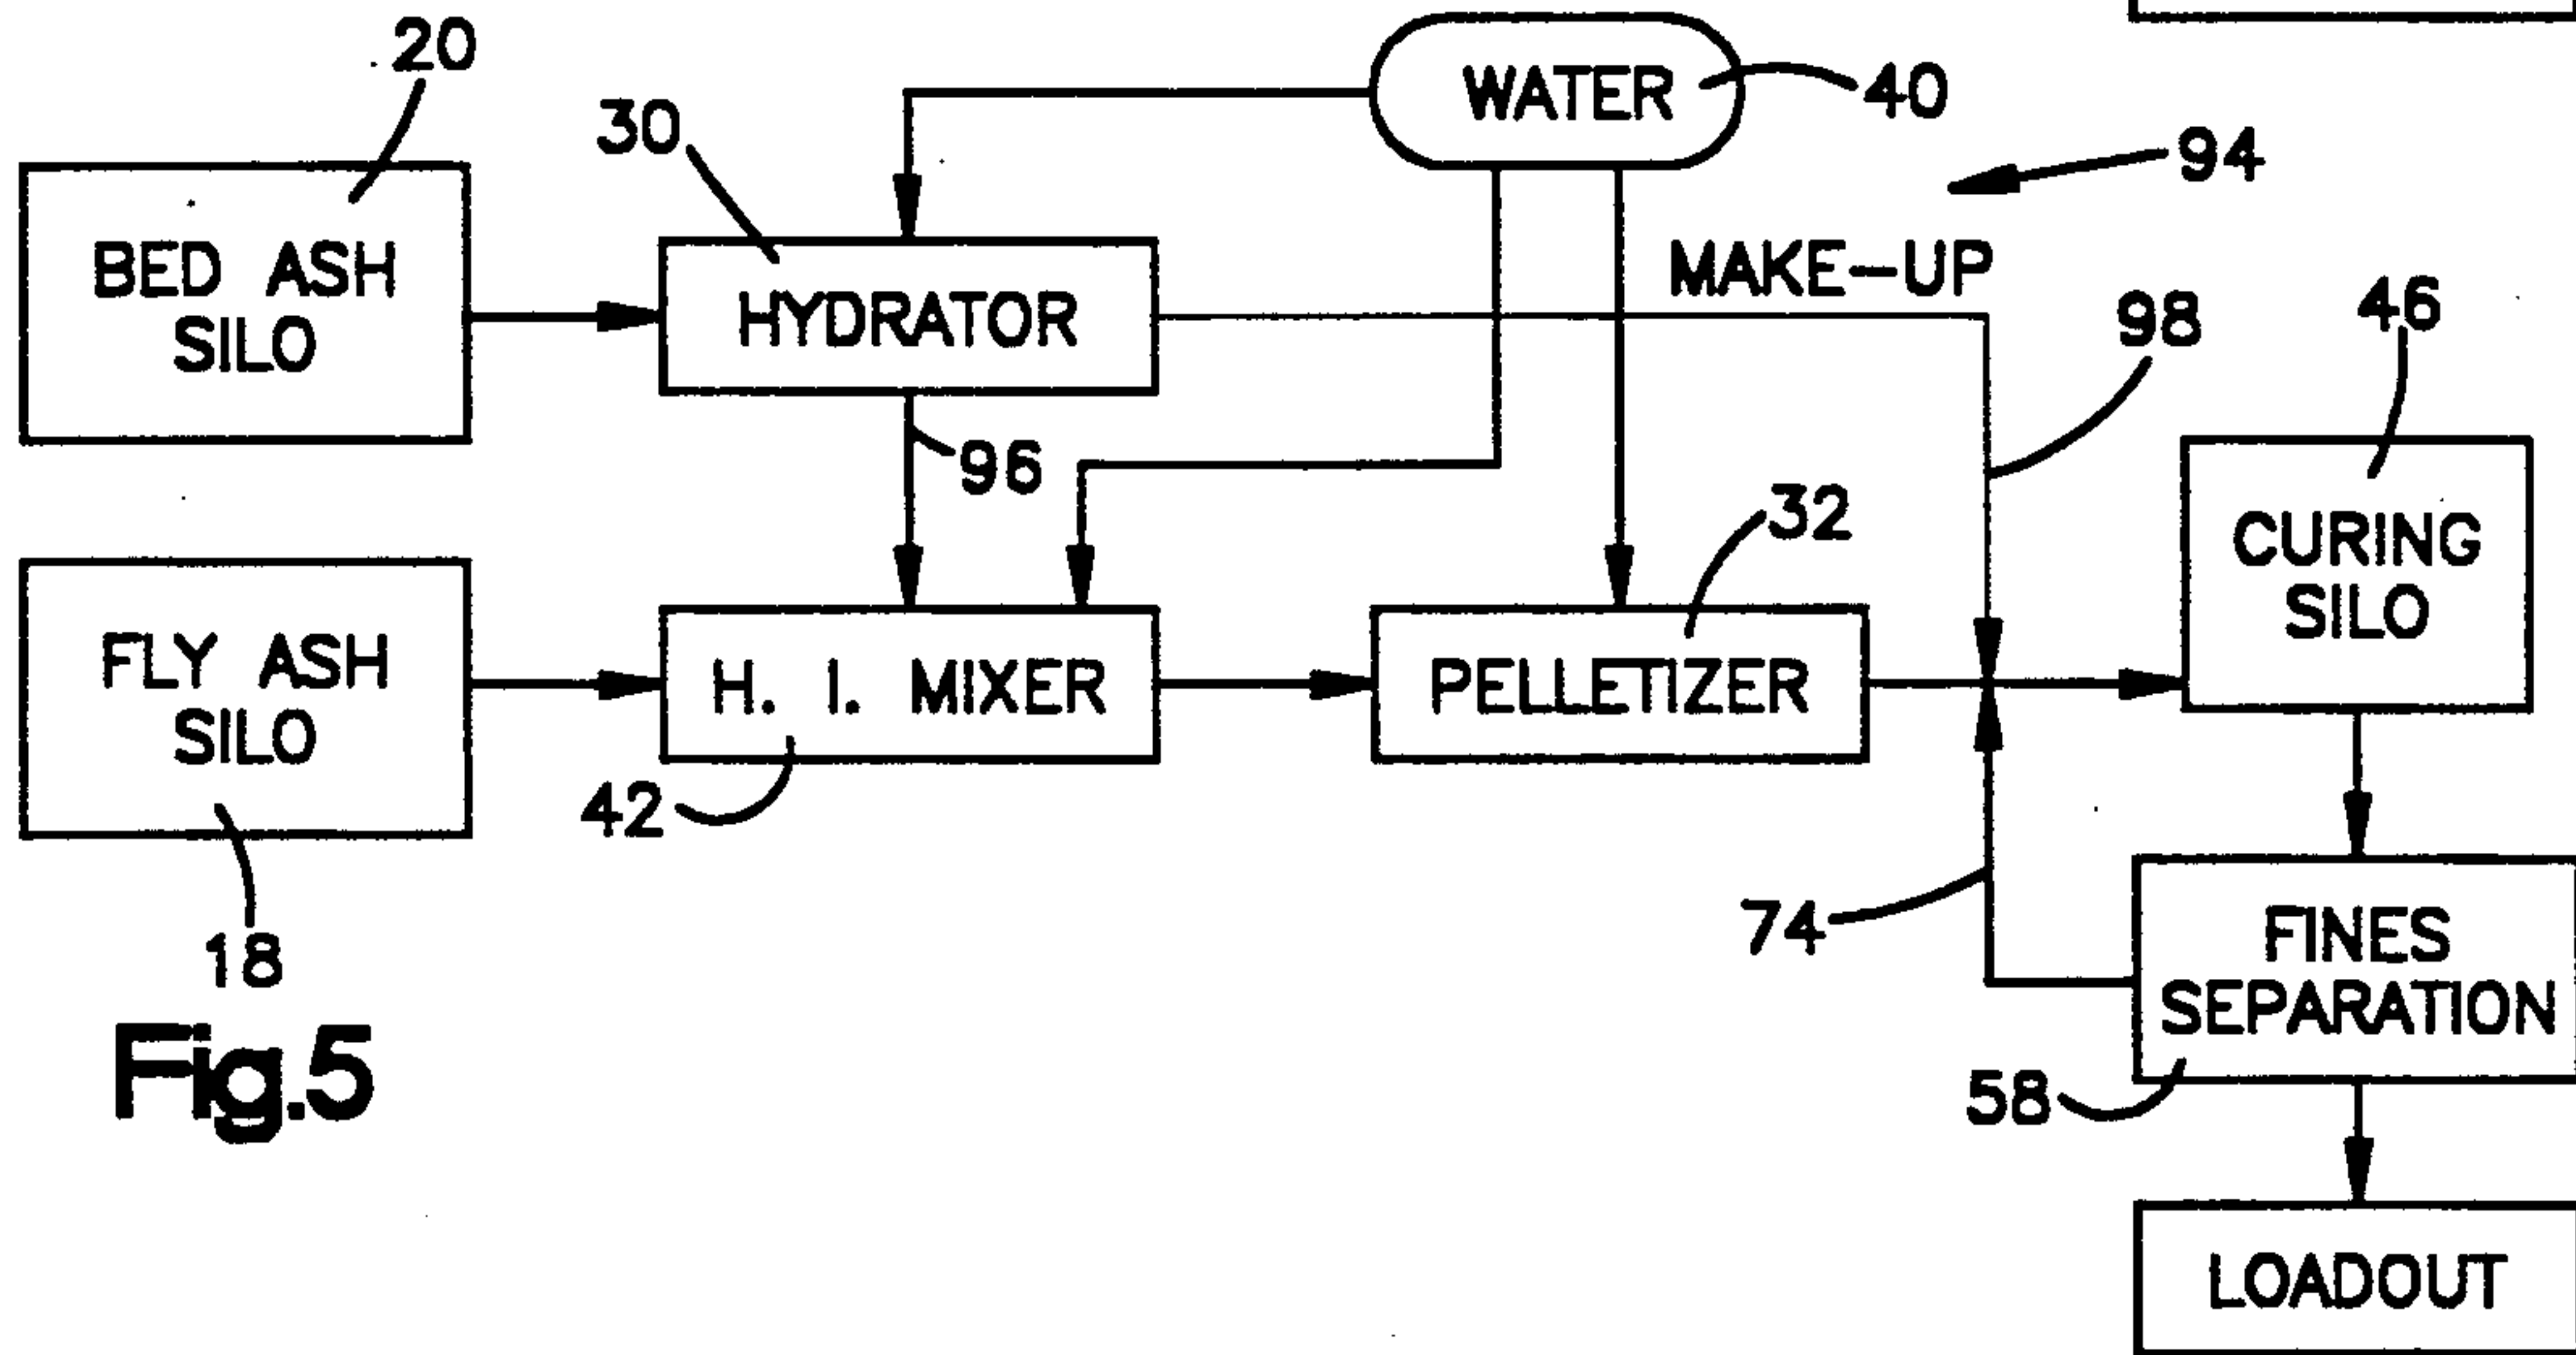 20
WATER
40
30
94
BED ASH
SILO
HYDRATOR
MAKE-UP
98
46
96
32
CURING
SILO
FLY ASH
SILO
H. I. MIXER
PELLETIZER
42
74
18
FINES
SEPARATION
58
Fig.5
LOADOUT